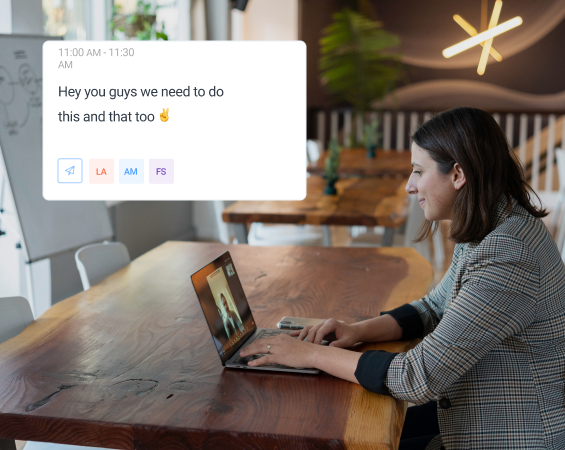 11:00 AM - 11:30
AM
Hey you guys we need to do
this and that too ✌️
LA AM FS